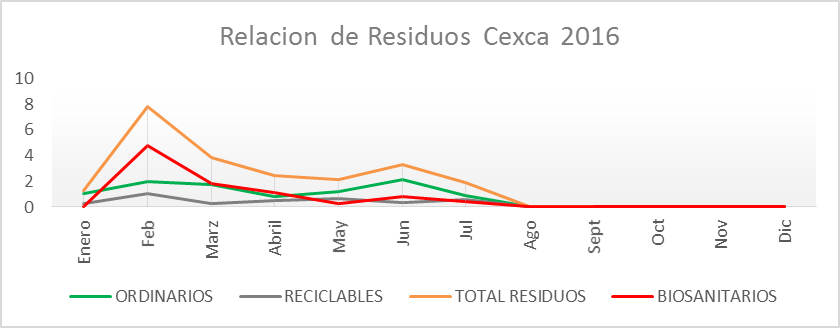 Relacion de Residuos Cexca 2016
10
8
6
4
2
0
Enero Feb Marz Abril May Jun Jul Ago Sept Oct Nov Dic
ORDINARIOS RECICLABLES TOTAL RESIDUOS BIOSANITARIOS